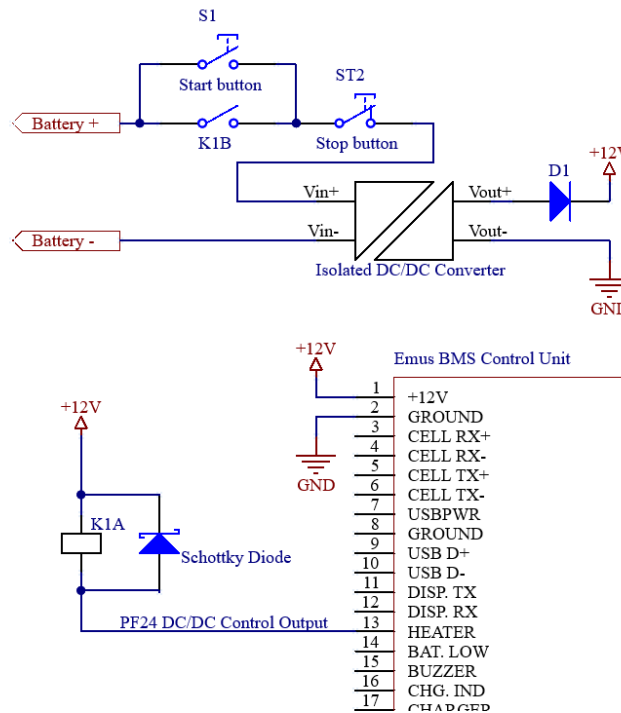 S1
Start button
ST2
Battery +
K1B
Stop button
D1
+12V
Vin+
Vout+
Battery -
Vin-
Vout-
Isolated DC/DC Converter
GND
+12V
Emus BMS Control Unit
+12V
K1A
Schottky Diode
PF24 DC/DC Control Output
GND
1 +12V
2 GROUND
3 CELL RX+
4 CELL RX-
5 CELL TX+
6 CELL TX-
7 USBPWR
8 GROUND
9 USB D+
10 USB D-
11 DISP. TX
12 DISP. RX
13 HEATER
14 BAT. LOW
15 BUZZER
16 CHG. IND
17 CHARGER